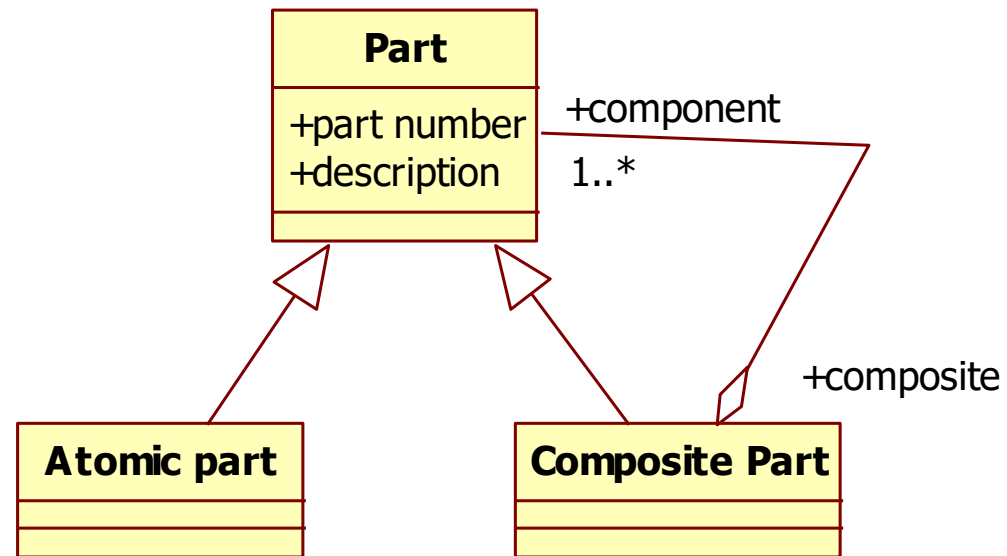 Part
+part number
+description
+component
1..*
+composite
Atomic part
Composite Part